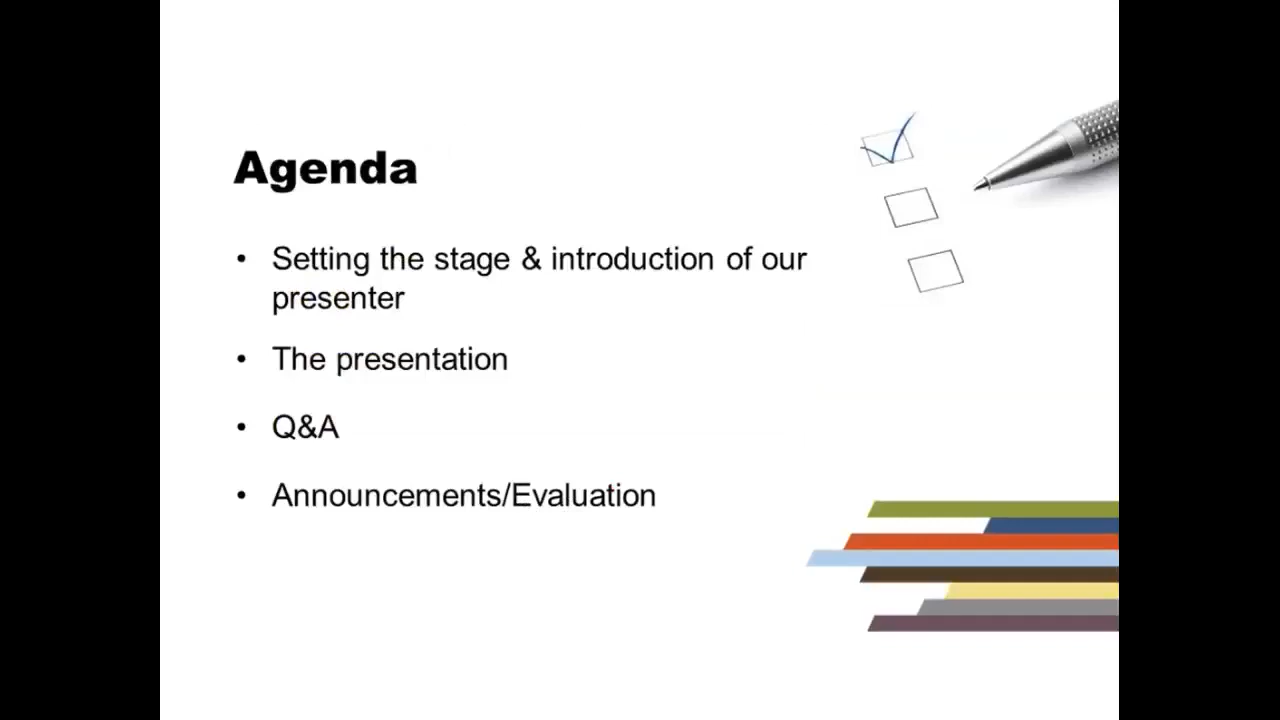 Agenda
• Setting the stage & introduction of our
presenter
• The presentation
• Q&A
• Announcements/Evaluation